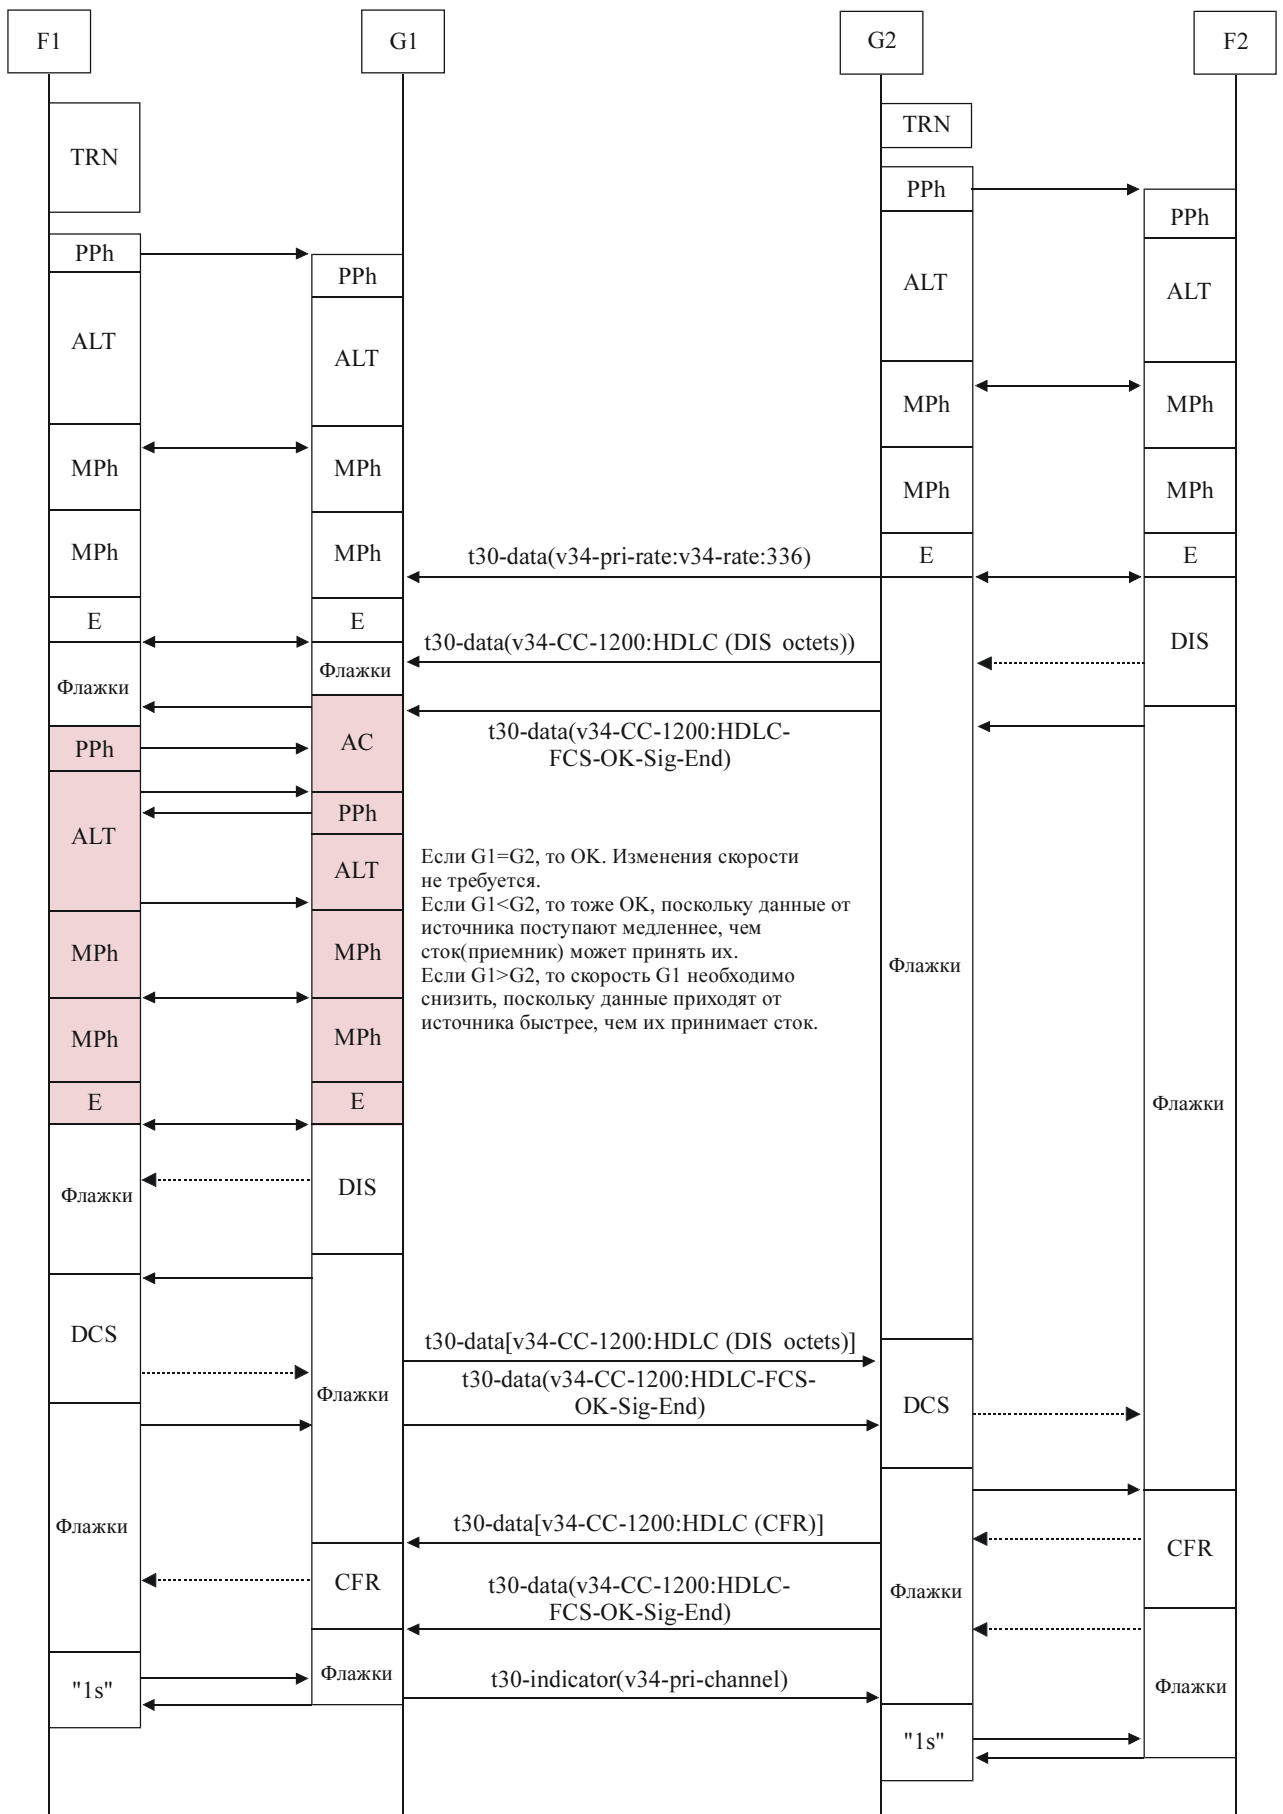 F1
G1
G2
F2
TRN
TRN
PPh
PPh
PPh
PPh
ALT
ALT
ALT
ALT
MPh
MPh
MPh
MPh
MPh
MPh
MPh
MPh
t30-data(v34-pri-rate:v34-rate:336)
E
E
E
E
t30-data(v34-CC-1200:HDLC (DIS octets))
DIS
Флажки
Флажки
t30-data(v34-CC-1200:HDLC-
FCS-OK-Sig-End)
PPh
AC
PPh
ALT
ALT
Если G1=G2, то OK. Изменения скорости
не требуется.
Если G1<G2, то тоже OK, поскольку данные от
источника поступают медленнее, чем
сток(приемник) может принять их.
Если G1>G2, то скорость G1 необходимо
снизить, поскольку данные приходят от
источника быстрее, чем их принимает сток.
MPh
MPh
Флажки
MPh
MPh
E
E
Флажки
Флажки
DIS
DCS
t30-data[v34-CC-1200:HDLC (DIS octets)]
t30-data(v34-CC-1200:HDLC-FCS-
OK-Sig-End)
Флажки
DCS
Флажки
t30-data[v34-CC-1200:HDLC (CFR)]
CFR
CFR
t30-data(v34-CC-1200:HDLC-
FCS-OK-Sig-End)
Флажки
Флажки
"1s"
t30-indicator(v34-pri-channel)
Флажки
"1s"